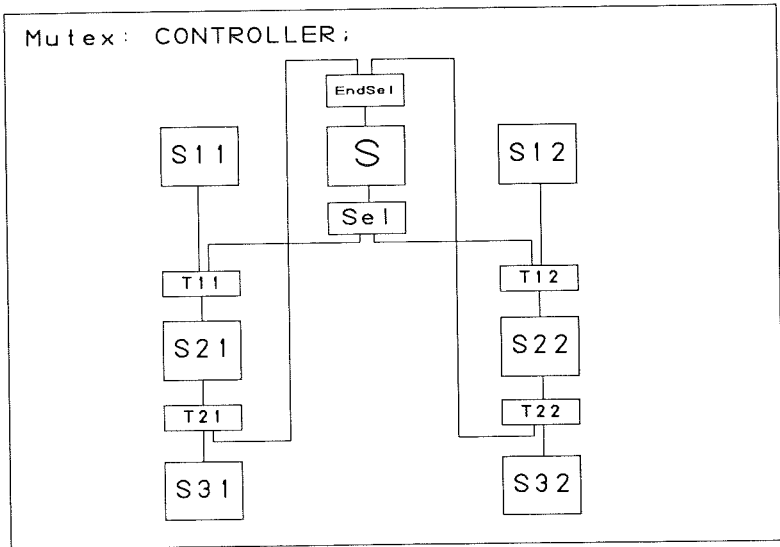 Mutex: CONTROLLER;
EndSel
S11
S
S12
Sel
T11
T12
S21
S22
T21
T22
S31
S32